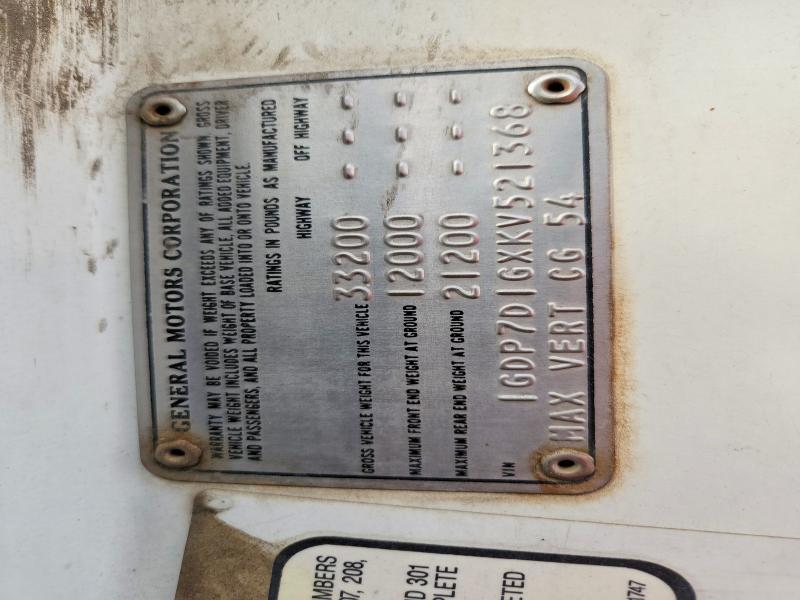 GENERAL MOTORS CORPORATION
WARRANTY MAY BE VOIDED IF WEIGHT EXCEEDS ANY OF RATINGS SHOWN. GROSS
VEHICLE WEIGHT INCLUDES WEIGHT OF BASE VEHICLE, ALL ADDED EQUIPMENT, DRIVER
AND PASSENGERS, AND ALL PROPERTY LOADED INTO OR ONTO VEHICLE.
RATINGS IN POUNDS AS MANUFACTURED
HIGHWAY OFF HIGHWAY
GROSS VEHICLE WEIGHT FOR THIS VEHICLE 33200 - - -
MAXIMUM FRONT END WEIGHT AT GROUND 12000 - - -
MAXIMUM REAR END WEIGHT AT GROUND 21200 - - -
VIN 1GDP7D1GXKV521368
MAX VERT CG 54
MBERS
07, 208,
D 301
PLETE
ETED
1747